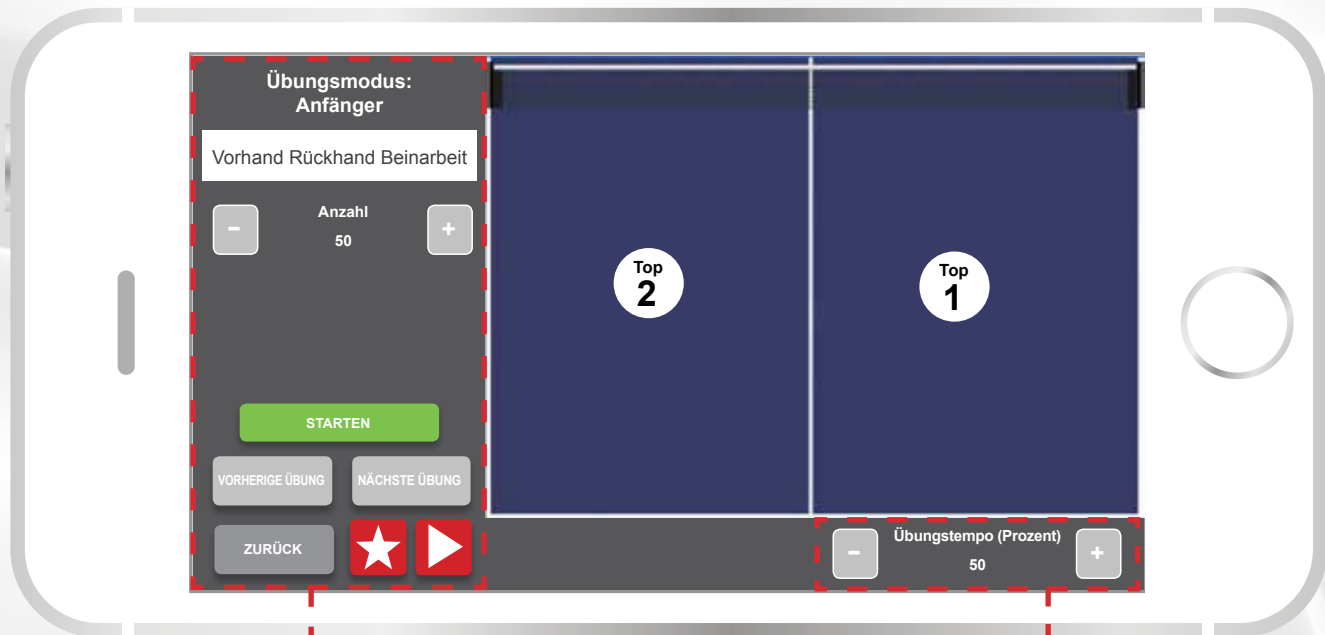 Übungsmodus:
Anfänger
Vorhand Rückhand Beinarbeit
Anzahl
50
STARTEN
VORHERIGE ÜBUNG
NÄCHSTE ÜBUNG
ZURÜCK
Top
2
Top
1
Übungstempo (Prozent)
50